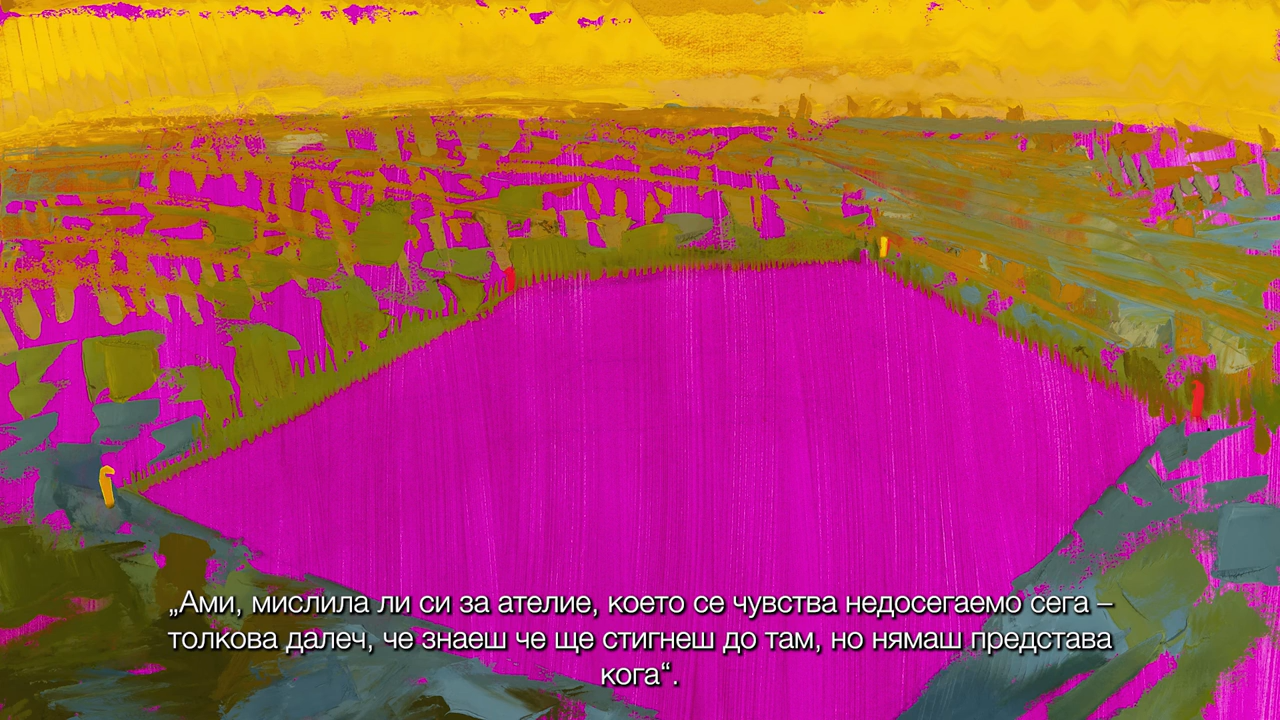 „Ами, мислила ли си за ателие, което се чувства недосегаемо сега –
толкова далеч, че знаеш че ще стигнеш до там, но нямаш представа
кога“.